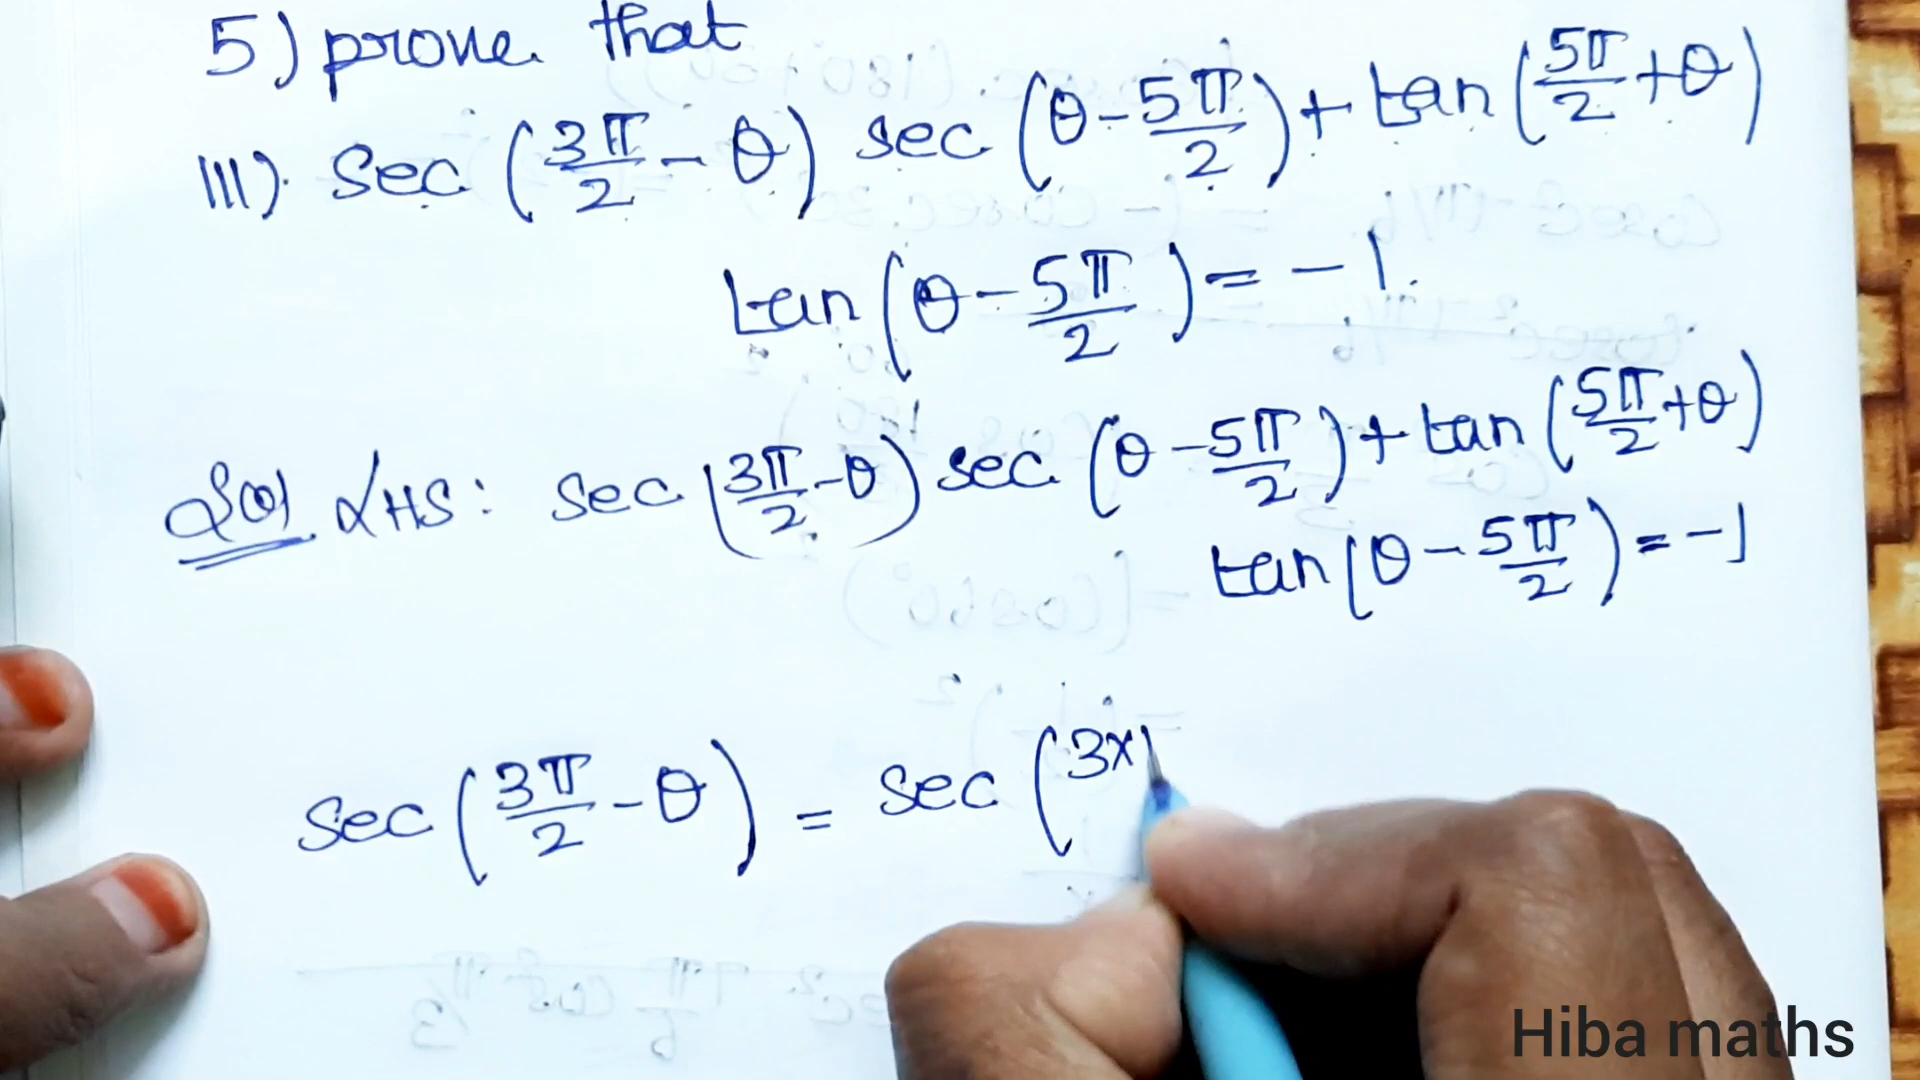 5) prove that
III) sec (3π/2 - θ) sec (θ - 5π/2) + tan (5π/2 + θ)
tan (θ - 5π/2) = -1.
Sol LHS : sec (3π/2 - θ) sec (θ - 5π/2) + tan (5π/2 + θ)
tan (θ - 5π/2) = -1
sec (3π/2 - θ) = sec (3x
Hiba maths